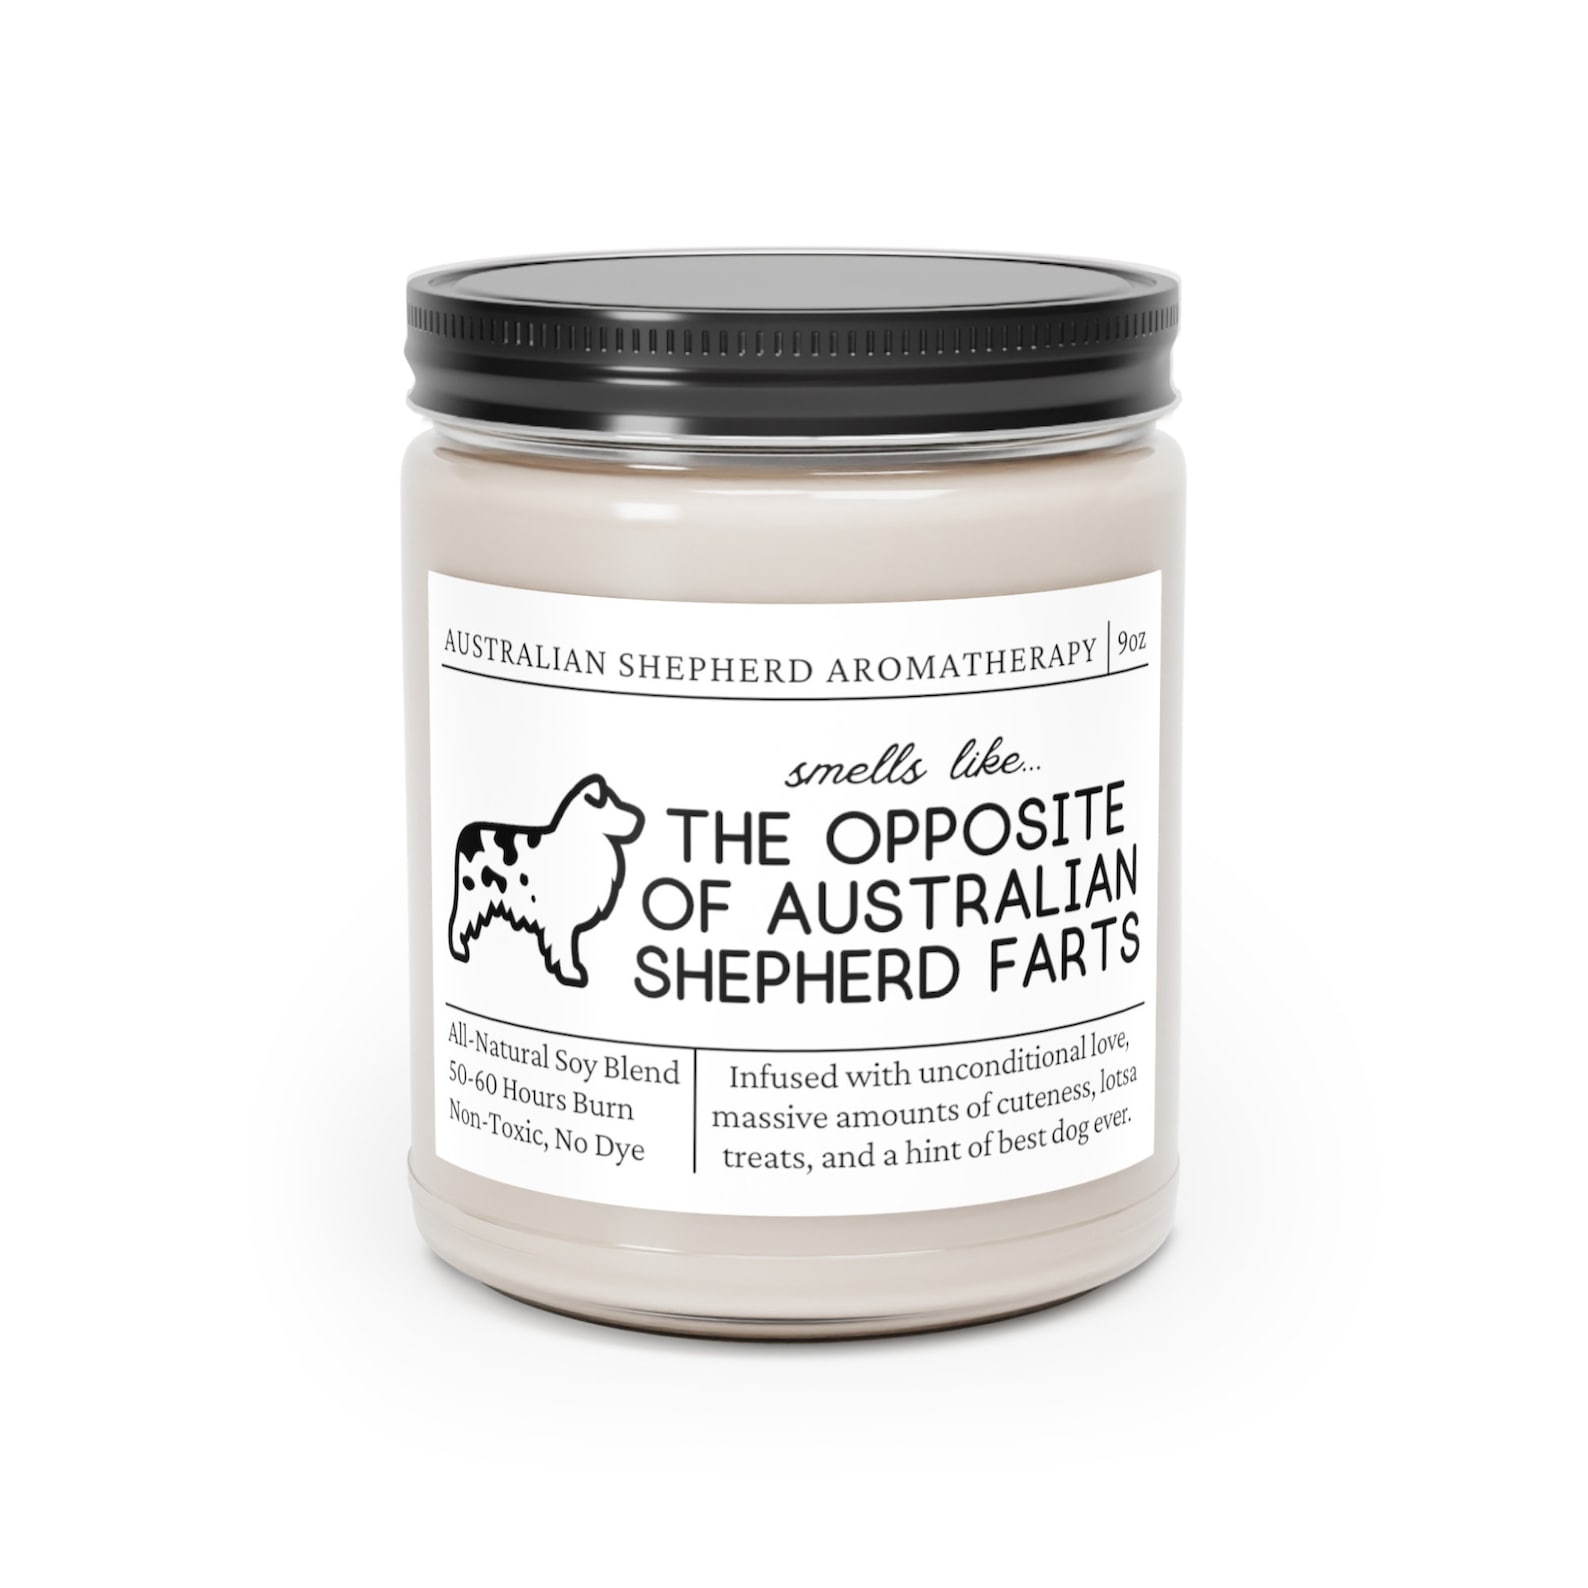 AUSTRALIAN SHEPHERD AROMATHERAPY | 9oz
smells like...
THE OPPOSITE
OF AUSTRALIAN
SHEPHERD FARTS
All-Natural Soy Blend
50-60 Hours Burn
Non-Toxic, No Dye
Infused with unconditional love,
massive amounts of cuteness, lotsa
treats, and a hint of best dog ever.